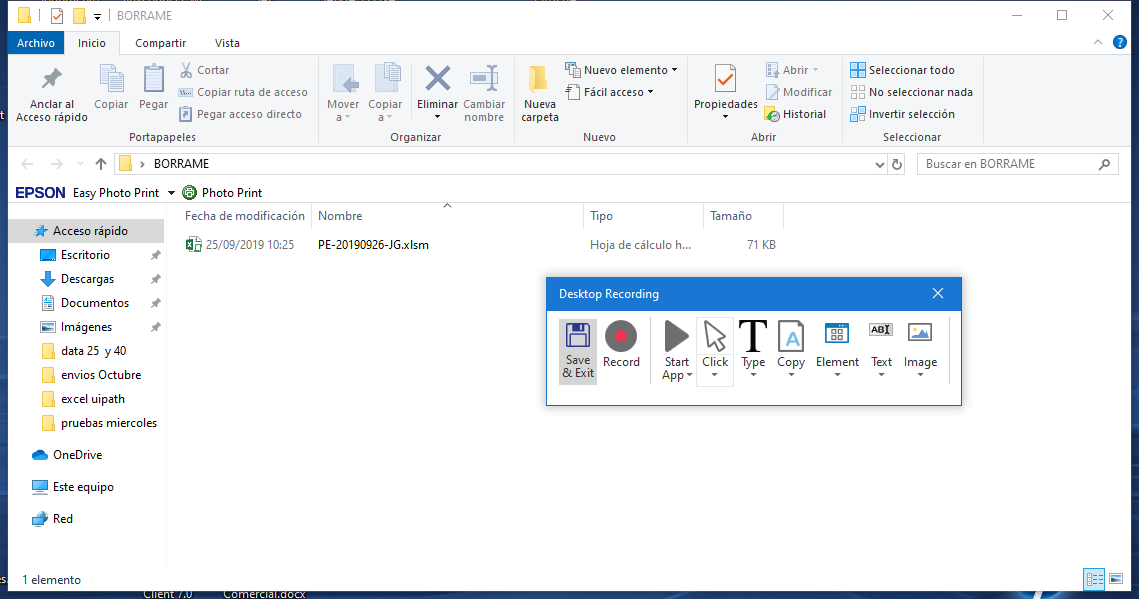 BORRAME
Archivo Inicio Compartir Vista
Anclar al Acceso rápido
Copiar
Pegar
Cortar
Copiar ruta de acceso
Pegar acceso directo
Portapapeles
Mover a
Copiar a
Eliminar
Cambiar nombre
Organizar
Nueva carpeta
Nuevo elemento
Fácil acceso
Nuevo
Propiedades
Abrir
Modificar
Historial
Abrir
Seleccionar todo
No seleccionar nada
Invertir selección
Seleccionar
BORRAME
Buscar en BORRAME
EPSON Easy Photo Print Photo Print
Fecha de modificación Nombre Tipo Tamaño
25/09/2019 10:25 PE-20190926-JG.xlsm Hoja de cálculo h... 71 KB
Acceso rápido
Escritorio
Descargas
Documentos
Imágenes
data 25 y 40
envios Octubre
excel uipath
pruebas miercoles
OneDrive
Este equipo
Red
Desktop Recording
Save & Exit
Record
Start App
Click
Type
Copy
Element
Text
Image
ABI
A
1 elemento
Client 7.0 Comercial.docx